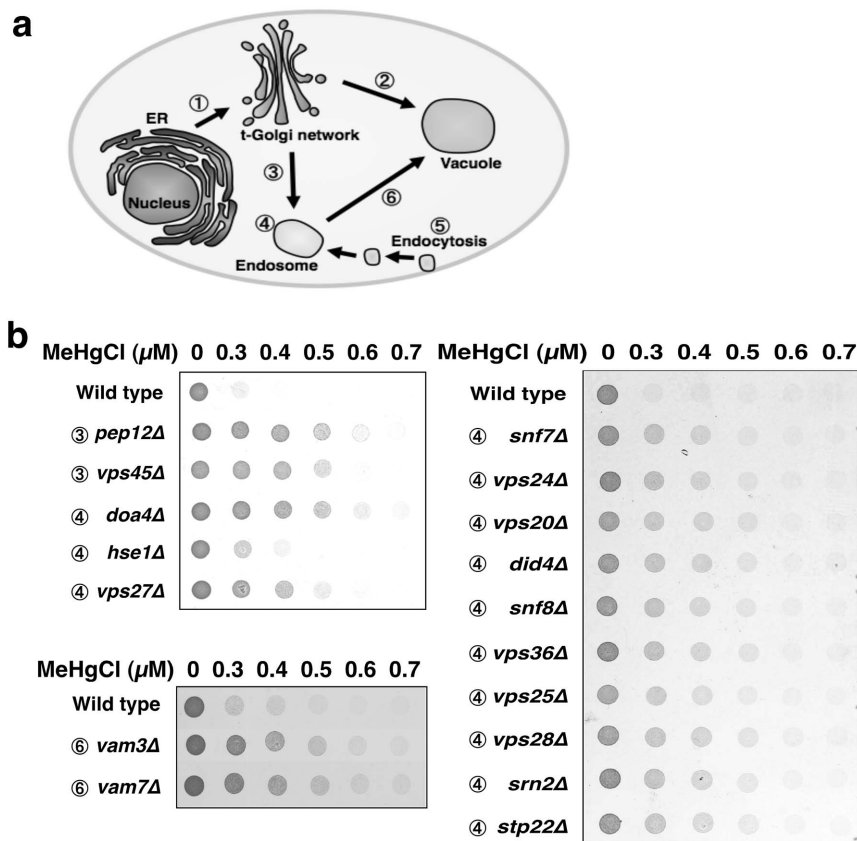 a
①
②
ER
t-Golgi network
Vacuole
③
⑥
Nucleus
④
⑤
Endocytosis
Endosome
b
MeHgCl (μM) 0 0.3 0.4 0.5 0.6 0.7
Wild type
③ pep12Δ
③ vps45Δ
④ doa4Δ
④ hse1Δ
④ vps27Δ
MeHgCl (μM) 0 0.3 0.4 0.5 0.6 0.7
Wild type
⑥ vam3Δ
⑥ vam7Δ
MeHgCl (μM) 0 0.3 0.4 0.5 0.6 0.7
Wild type
④ snf7Δ
④ vps24Δ
④ vps20Δ
④ did4Δ
④ snf8Δ
④ vps36Δ
④ vps25Δ
④ vps28Δ
④ srn2Δ
④ stp22Δ